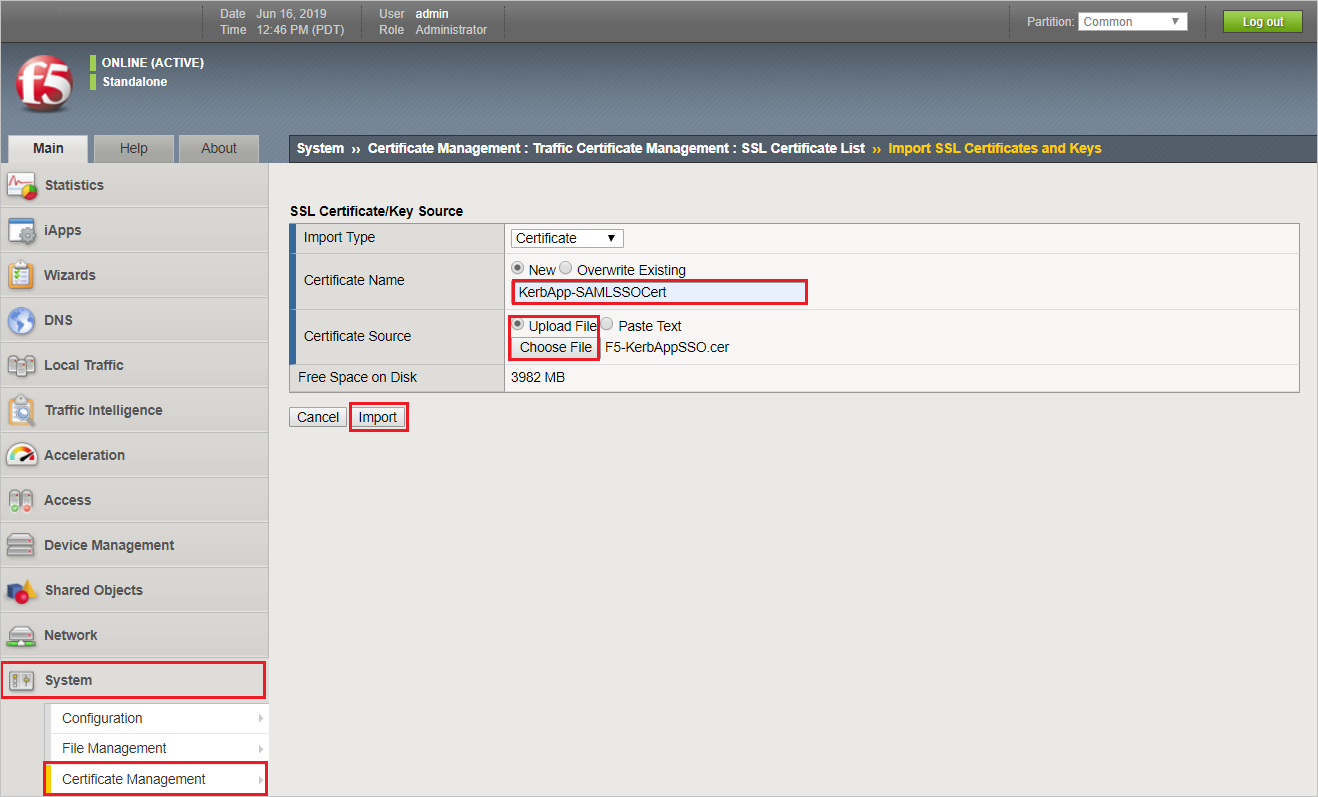 Date Jun 16, 2019 User admin
Time 12:46 PM (PDT) Role Administrator
Partition: Common
Log out
f5
ONLINE (ACTIVE)
Standalone
Main Help About
System ›› Certificate Management : Traffic Certificate Management : SSL Certificate List ›› Import SSL Certificates and Keys
Statistics
iApps
Wizards
DNS
Local Traffic
Traffic Intelligence
Acceleration
Access
Device Management
Shared Objects
Network
System
Configuration
File Management
Certificate Management
SSL Certificate/Key Source
Import Type Certificate
Certificate Name New Overwrite Existing
KerbApp-SAMLSSOCert
Certificate Source Upload File Paste Text
Choose File F5-KerbAppSSO.cer
Free Space on Disk 3982 MB
Cancel Import